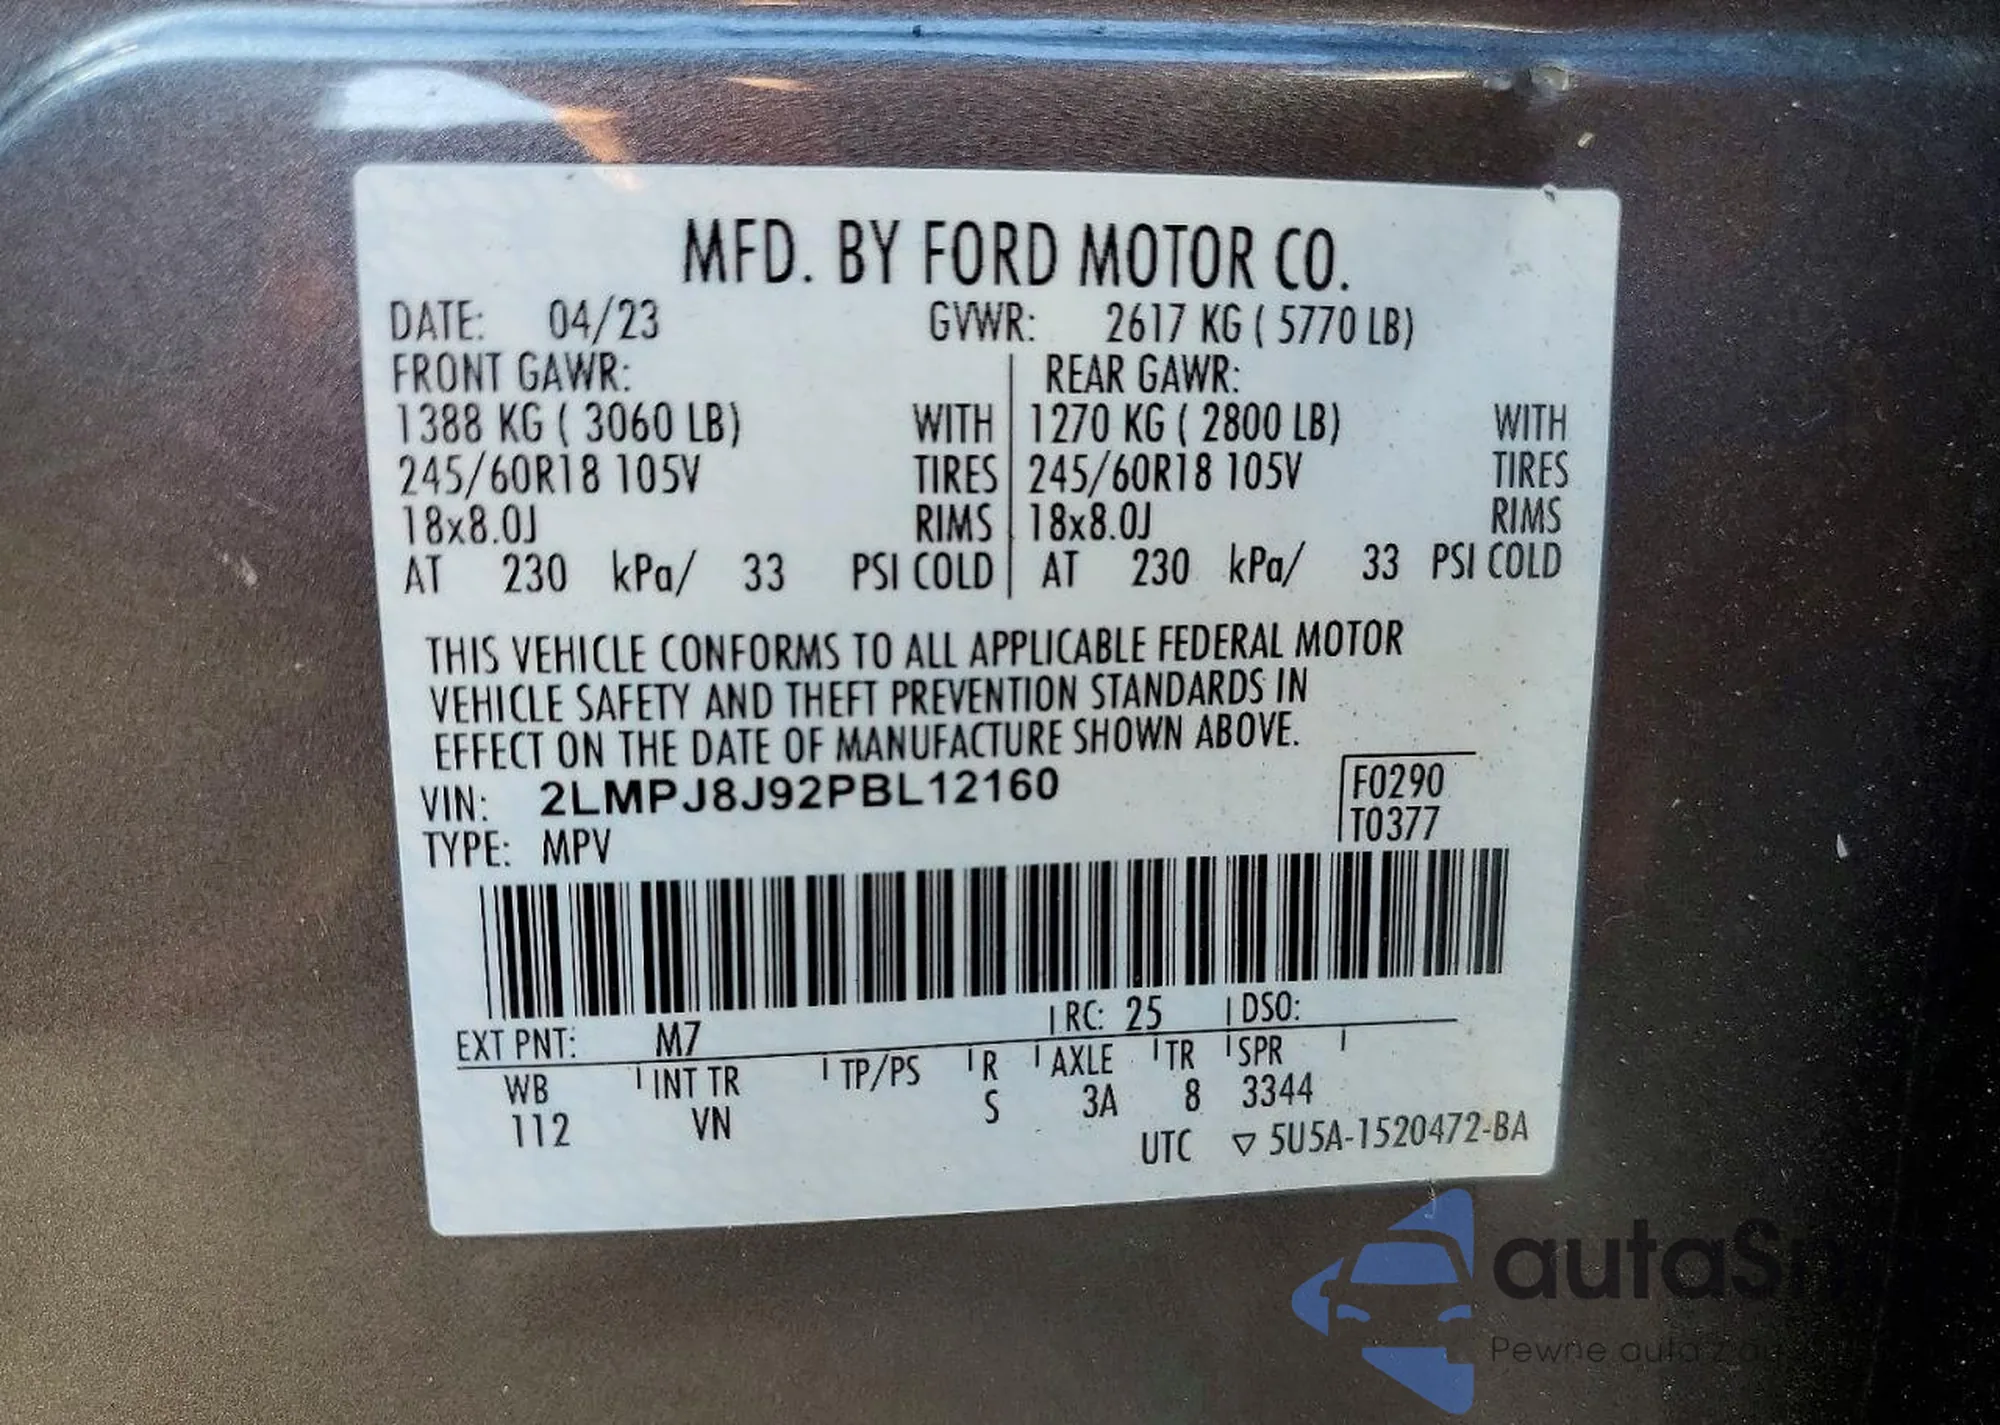 MFD. BY FORD MOTOR CO.
DATE: 04/23 GVWR: 2617 KG ( 5770 LB)
FRONT GAWR: REAR GAWR:
1388 KG ( 3060 LB) WITH 1270 KG ( 2800 LB) WITH
245/60R18 105V TIRES 245/60R18 105V TIRES
18x8.0J RIMS 18x8.0J RIMS
AT 230 kPa/ 33 PSI COLD AT 230 kPa/ 33 PSI COLD
THIS VEHICLE CONFORMS TO ALL APPLICABLE FEDERAL MOTOR
VEHICLE SAFETY AND THEFT PREVENTION STANDARDS IN
EFFECT ON THE DATE OF MANUFACTURE SHOWN ABOVE.
VIN: 2LMPJ8J92PBL12160 F0290
TYPE: MPV T0377
EXT PNT: M7 RC: 25 DSO:
WB INT TR TP/PS R AXLE TR SPR
112 VN S 3A 8 3344
UTC ▽ 5U5A-1520472-BA
Pewne auta z